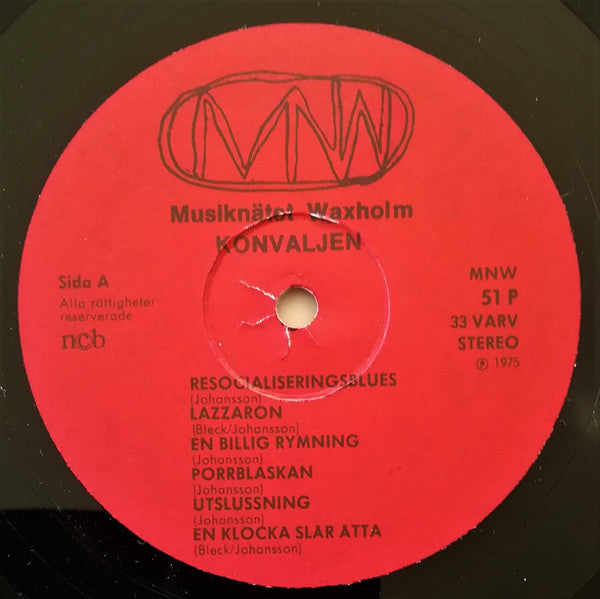 MNW
Musiknätet Waxholm
KONVALJEN
Sida A
Alla rättigheter
reserverade
ncb
MNW
51 P
33 VARV
STEREO
℗ 1975
RESOCIALISERINGSBLUES
(Johansson)
LAZZARON
(Bleck/Johansson)
EN BILLIG RYMNING
(Johansson)
PORRBLASKAN
(Johansson)
UTSLUSSNING
(Johansson)
EN KLOCKA SLAR ATTA
(Bleck/Johansson)